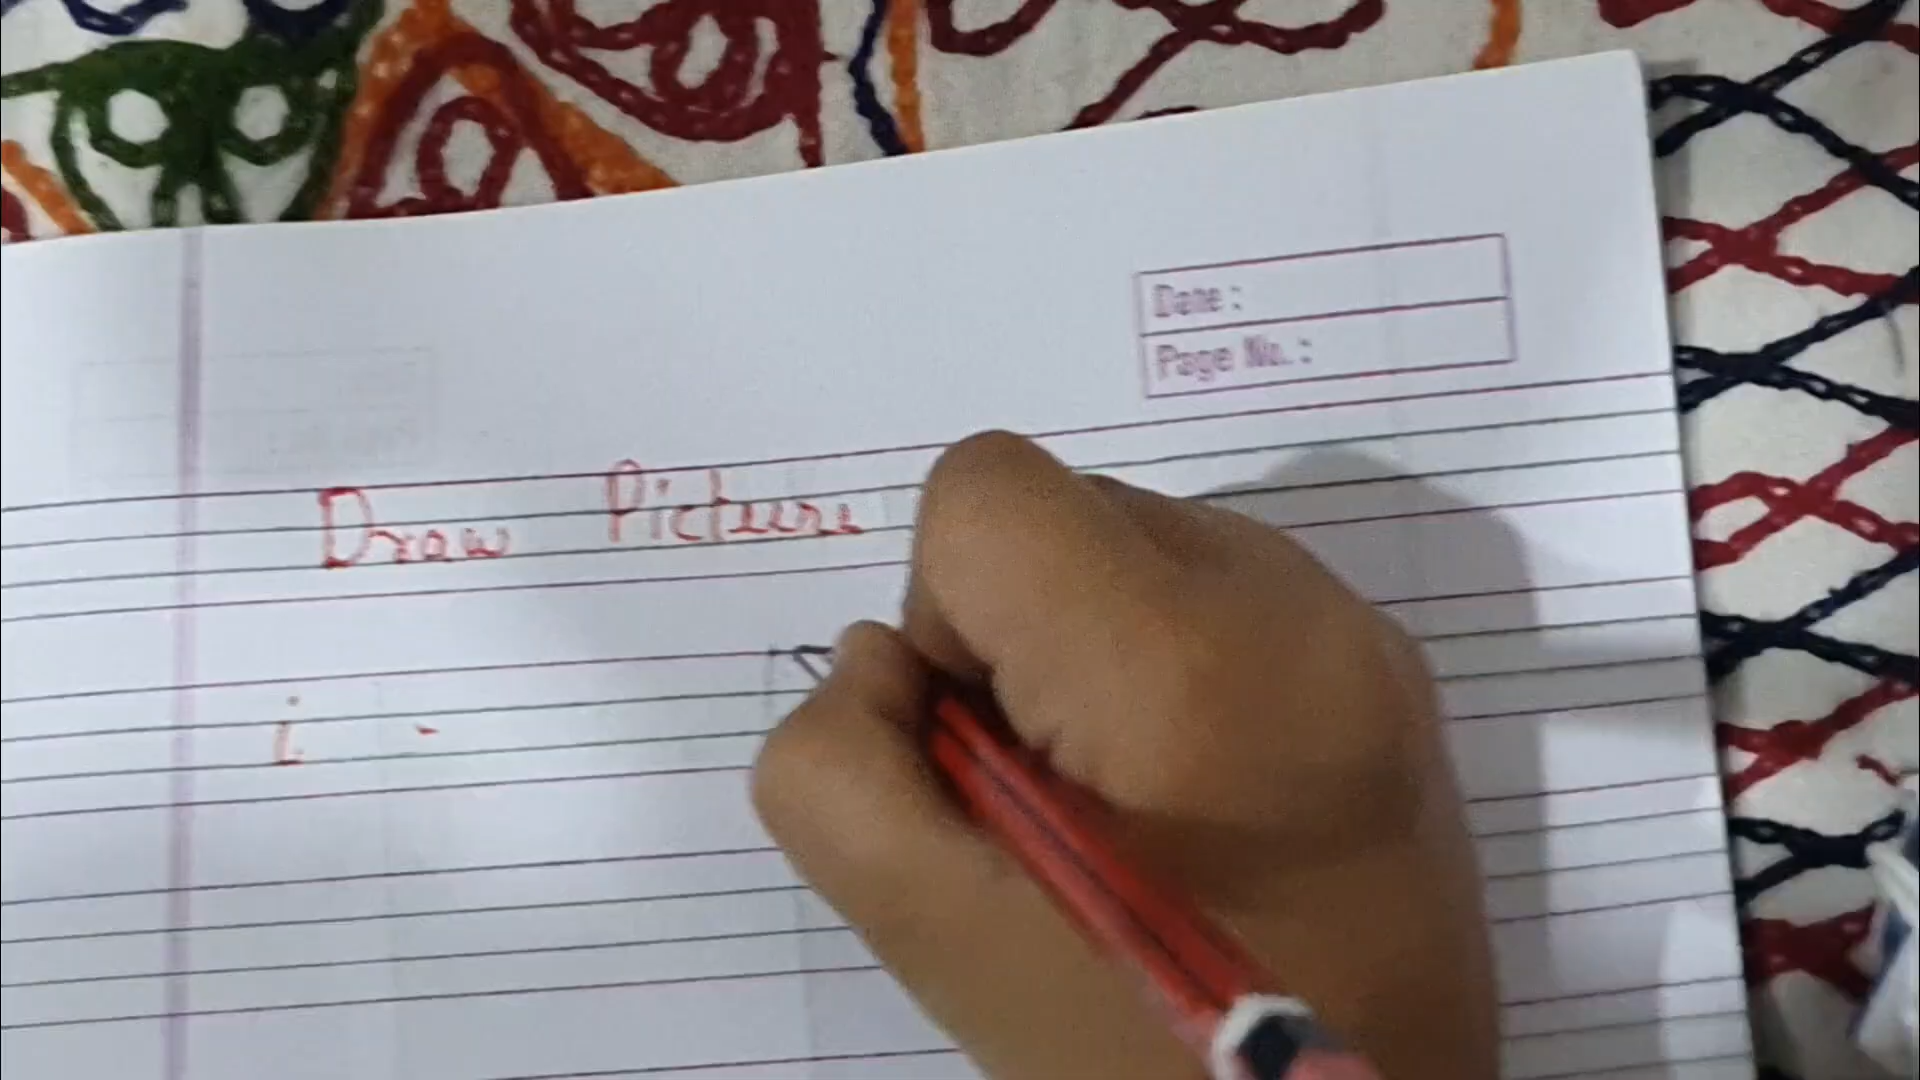 Date :
Page No. :
Draw Picture
i -